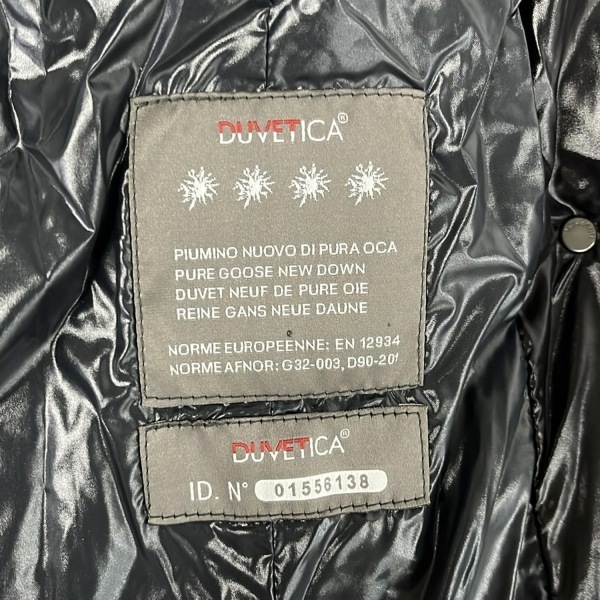 DUVETICA®
PIUMINO NUOVO DI PURA OCA
PURE GOOSE NEW DOWN
DUVET NEUF DE PURE OIE
REINE GANS NEUE DAUNE
NORME EUROPEENNE: EN 12934
NORME AFNOR: G32-003, D90-201
DUVETICA®
ID. N° 01556138